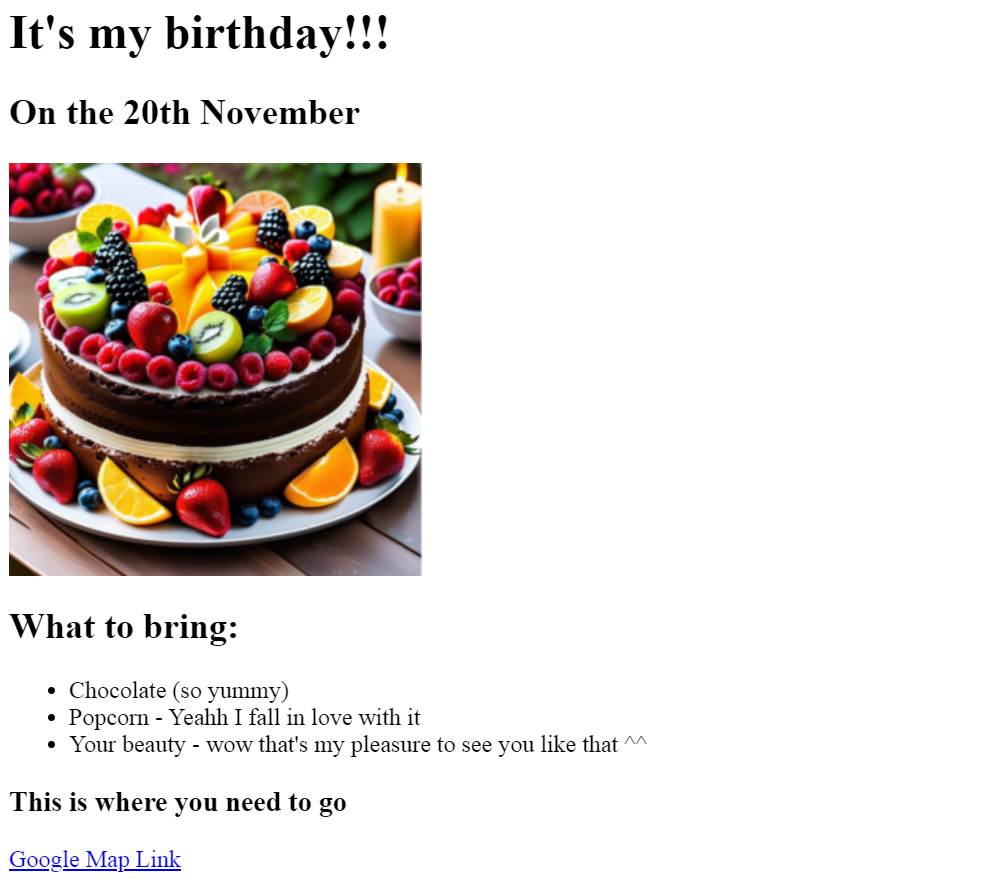 It's my birthday!!!
On the 20th November
What to bring:
Chocolate (so yummy)
Popcorn - Yeahh I fall in love with it
Your beauty - wow that's my pleasure to see you like that ^^
This is where you need to go
Google Map Link